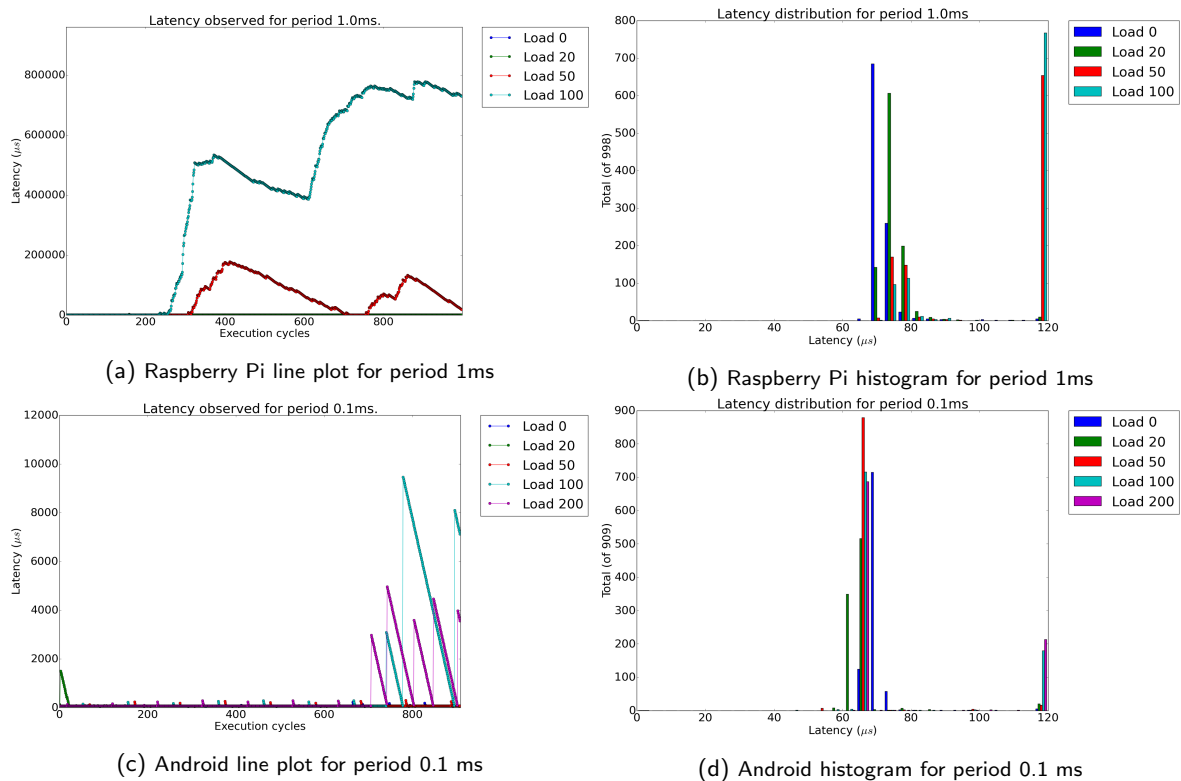 Latency observed for period 1.0ms.
800000
600000
400000
200000
0
0 200 400 600 800
Latency (µs)
Execution cycles
Load 0
Load 20
Load 50
Load 100
(a) Raspberry Pi line plot for period 1ms
Latency distribution for period 1.0ms
800
700
600
500
400
300
200
100
0
0 20 40 60 80 100 120
Total (of 998)
Latency (µs)
Load 0
Load 20
Load 50
Load 100
(b) Raspberry Pi histogram for period 1ms
Latency observed for period 0.1ms.
12000
10000
8000
6000
4000
2000
0
0 200 400 600 800
Latency (µs)
Execution cycles
Load 0
Load 20
Load 50
Load 100
Load 200
(c) Android line plot for period 0.1 ms
Latency distribution for period 0.1ms
900
800
700
600
500
400
300
200
100
0
0 20 40 60 80 100 120
Total (of 909)
Latency (µs)
Load 0
Load 20
Load 50
Load 100
Load 200
(d) Android histogram for period 0.1 ms